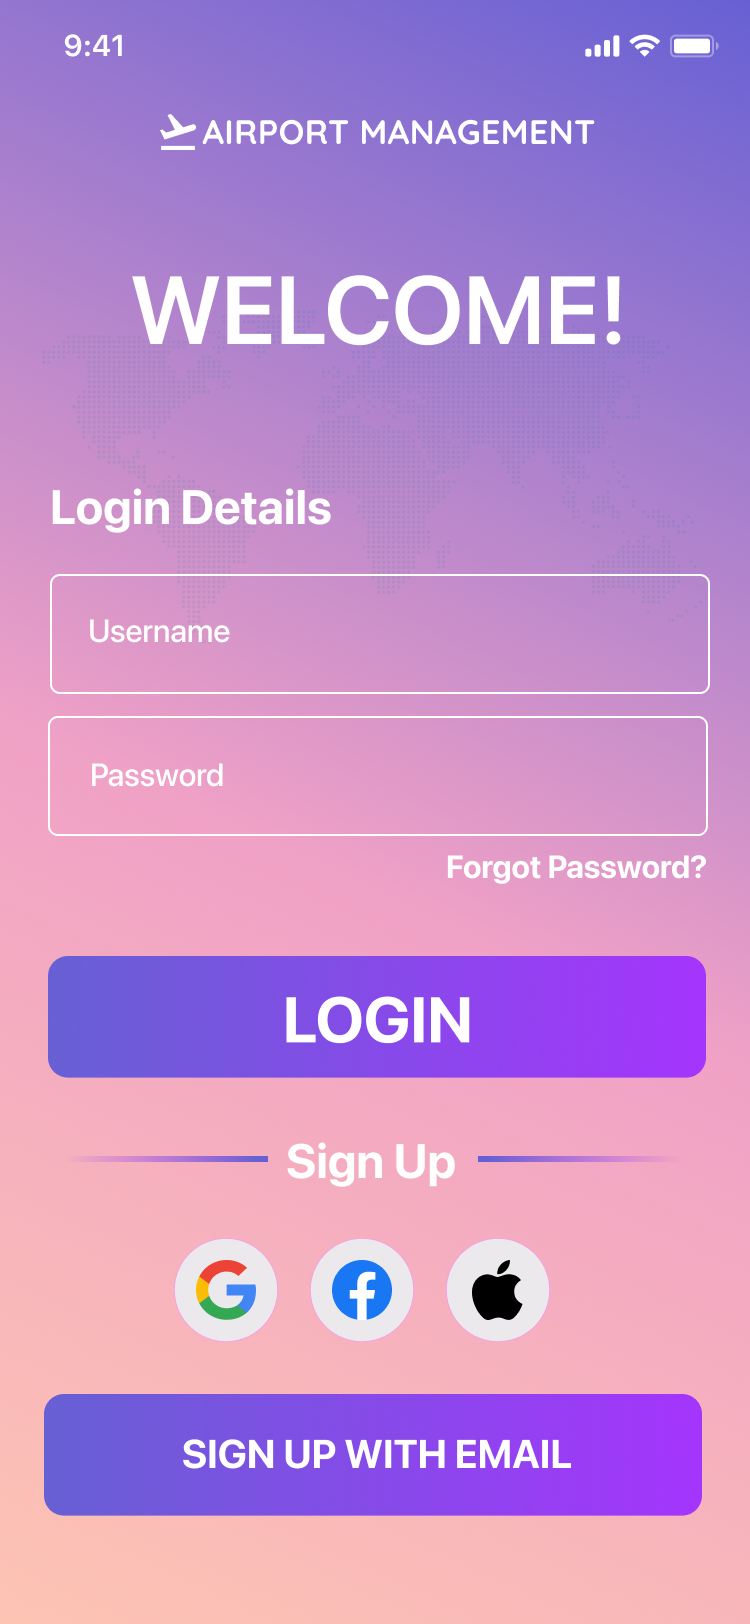 9:41
AIRPORT MANAGEMENT
WELCOME!
Login Details
Username
Password
Forgot Password?
LOGIN
Sign Up
SIGN UP WITH EMAIL